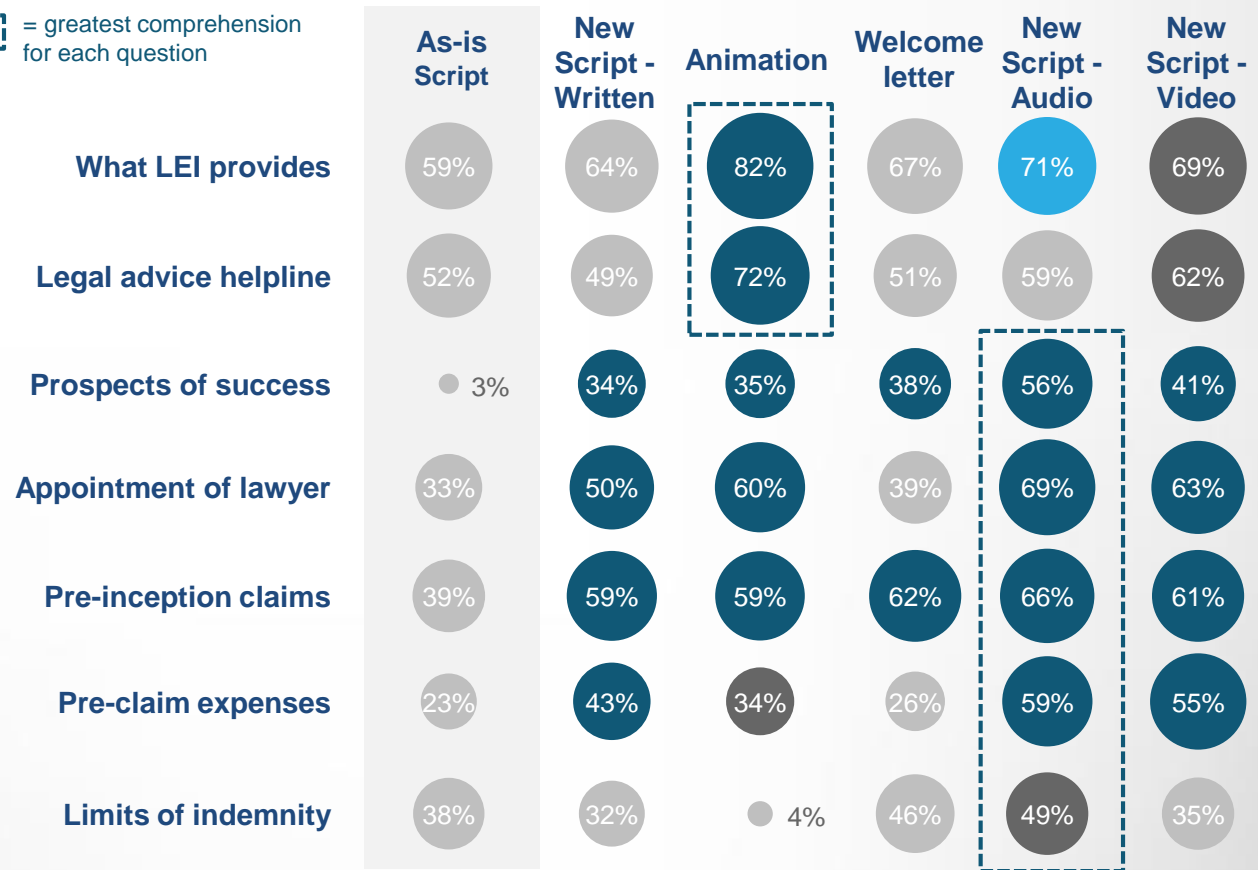 = greatest comprehension
for each question
As-is
Script
New
Script -
Written
Animation
Welcome
letter
New
Script -
Audio
New
Script -
Video
What LEI provides 59% 64% 82% 67% 71% 69%
Legal advice helpline 52% 49% 72% 51% 59% 62%
Prospects of success 3% 34% 35% 38% 56% 41%
Appointment of lawyer 33% 50% 60% 39% 69% 63%
Pre-inception claims 39% 59% 59% 62% 66% 61%
Pre-claim expenses 23% 43% 34% 26% 59% 55%
Limits of indemnity 38% 32% 4% 46% 49% 35%